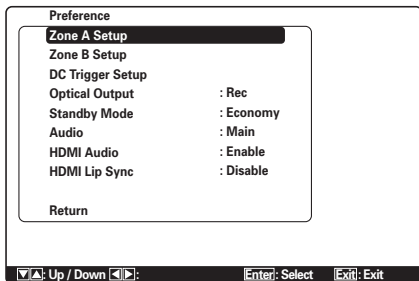 Preference
Zone A Setup
Zone B Setup
DC Trigger Setup
Optical Output : Rec
Standby Mode : Economy
Audio : Main
HDMI Audio : Enable
HDMI Lip Sync : Disable
Return
▼▲: Up / Down ◀▶: Enter: Select Exit: Exit